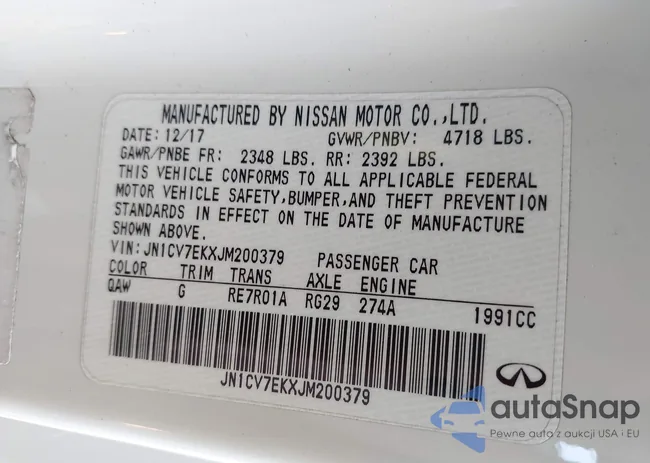 MANUFACTURED BY NISSAN MOTOR CO.,LTD.
DATE: 12/17 GVWR/PNBV: 4718 LBS.
GAWR/PNBE FR: 2348 LBS. RR: 2392 LBS.
THIS VEHICLE CONFORMS TO ALL APPLICABLE FEDERAL
MOTOR VEHICLE SAFETY,BUMPER,AND THEFT PREVENTION
STANDARDS IN EFFECT ON THE DATE OF MANUFACTURE
SHOWN ABOVE.
VIN: JN1CV7EKXJM200379 PASSENGER CAR
COLOR TRIM TRANS AXLE ENGINE
QAW G RE7R01A RG29 274A 1991CC
JN1CV7EKXJM200379
autaSnap
Pewne auta z aukcji USA i EU